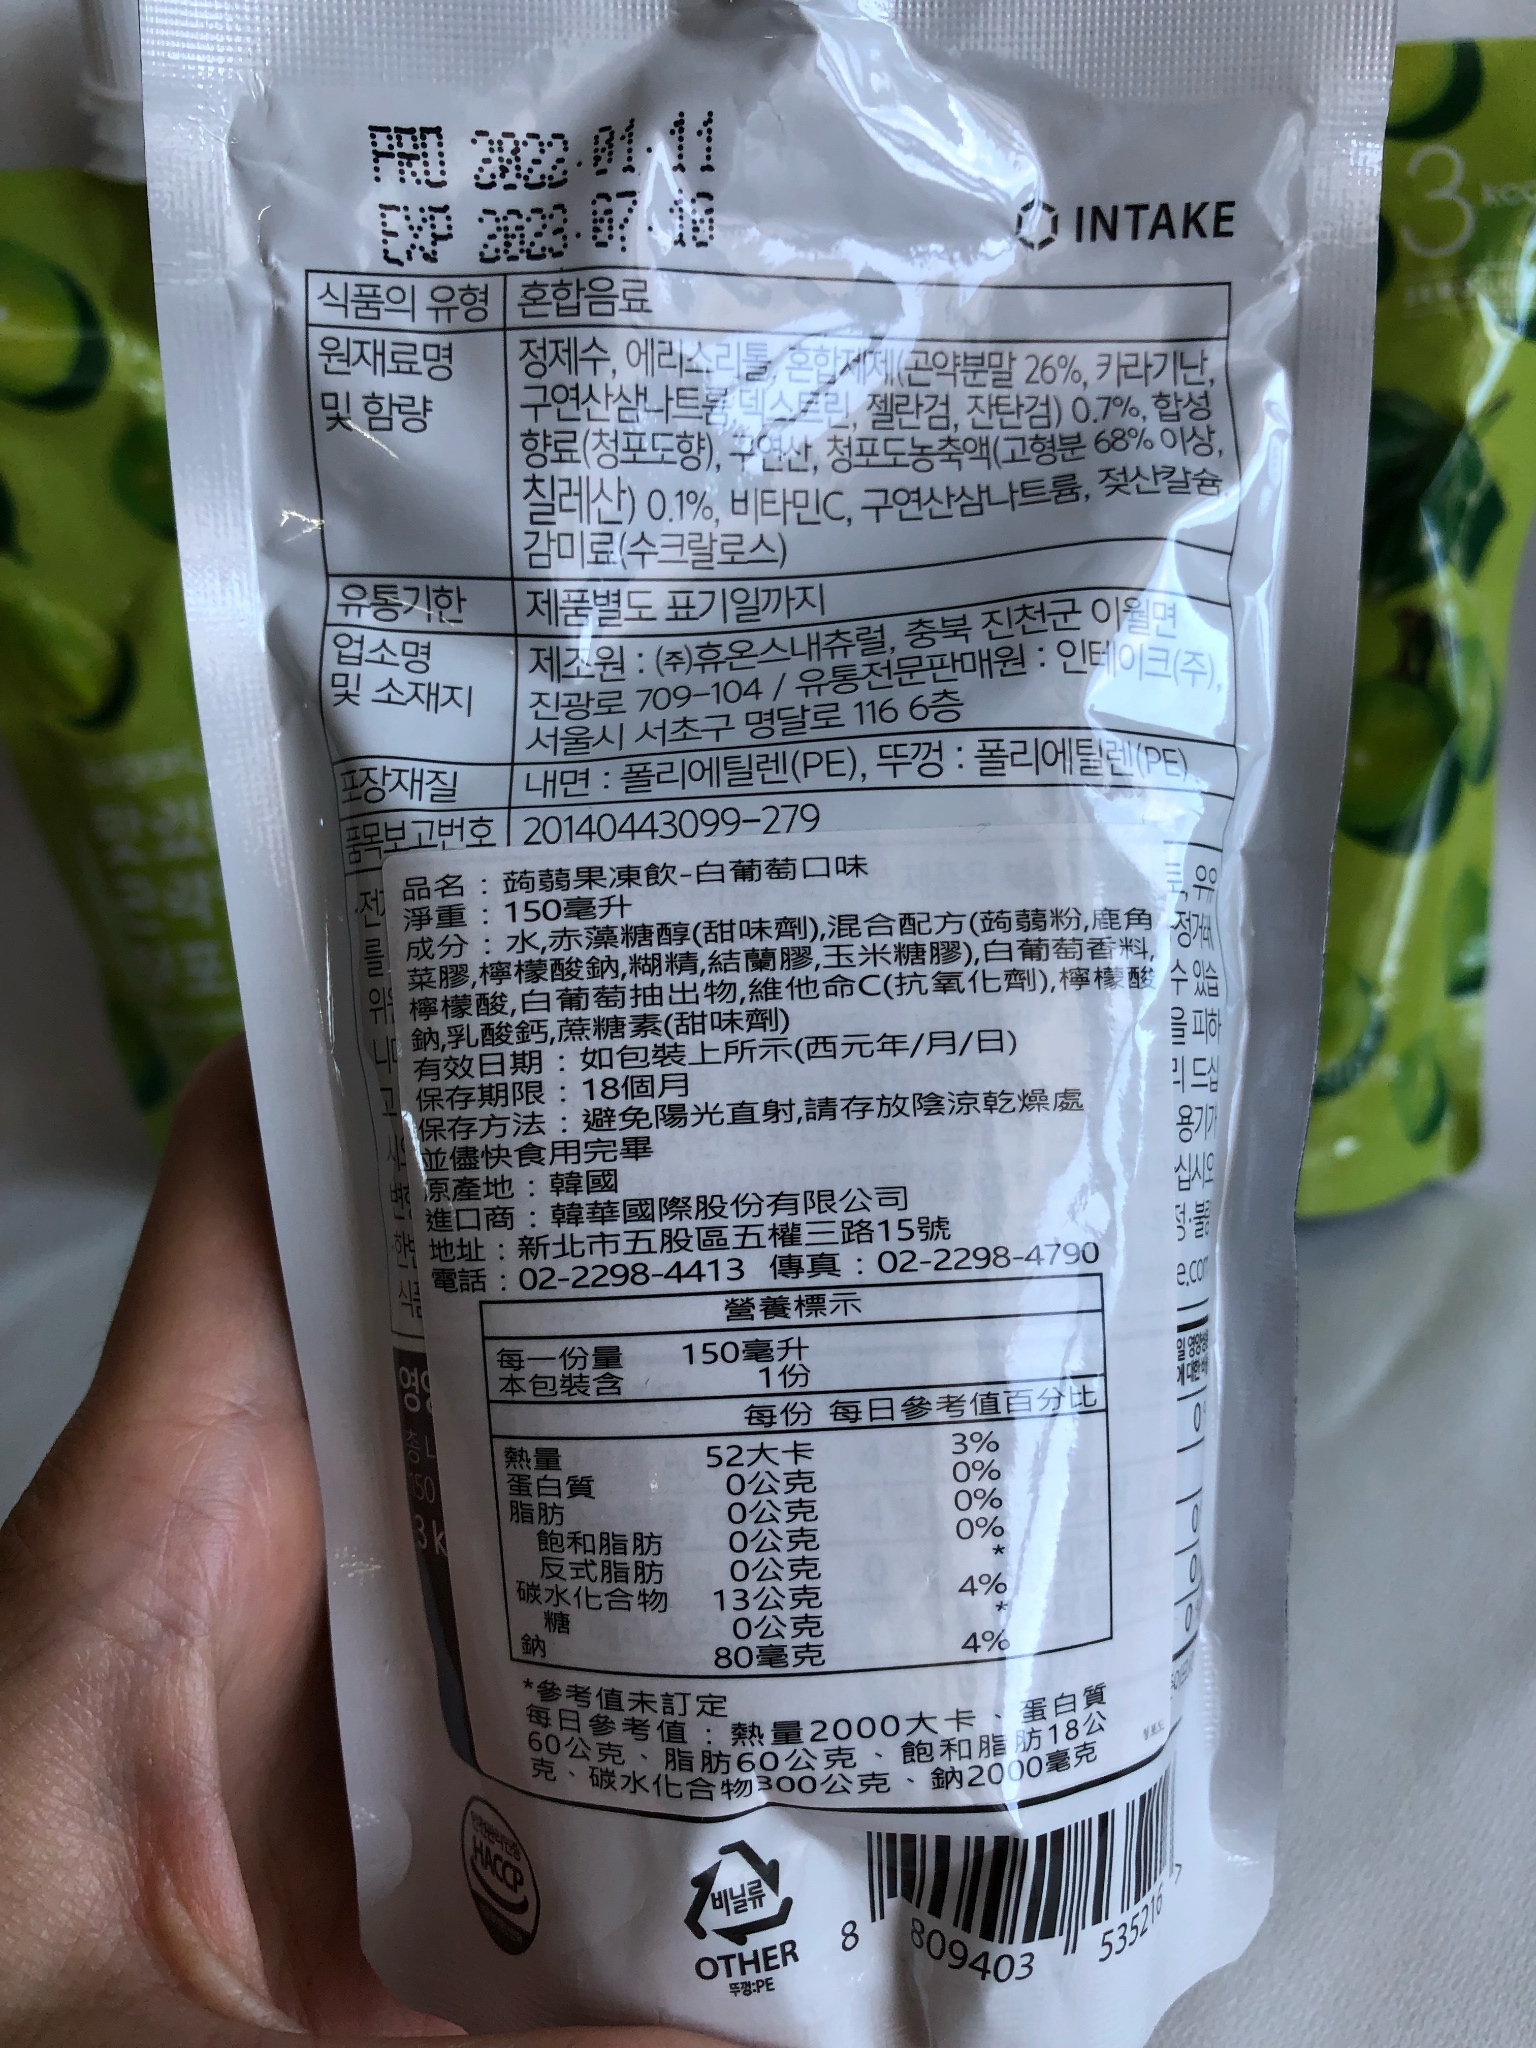 PRO 2022.01.11
EXP 2023.07.10
INTAKE
식품의 유형 혼합음료
원재료명 정제수, 에리스리톨, 혼합제제(곤약분말 26%, 카라기난,
및 함량 구연산삼나트륨, 덱스트린, 젤란검, 잔탄검) 0.7%, 합성
향료(청포도향), 구연산, 청포도농축액(고형분 68% 이상,
칠레산) 0.1%, 비타민C, 구연산삼나트륨, 젖산칼슘,
감미료(수크랄로스)
유통기한 제품별도 표기일까지
업소명 제조원 : (주)휴온스내츄럴, 충북 진천군 이월면
및 소재지 진광로 709-104 / 유통전문판매원 : 인테이크(주),
서울시 서초구 명달로 116 6층
포장재질 내면 : 폴리에틸렌(PE), 뚜껑 : 폴리에틸렌(PE)
품목보고번호 20140443099-279
品名 : 蒟蒻果凍飲-白葡萄口味
淨重 : 150毫升
成分 : 水,赤藻糖醇(甜味劑),混合配方(蒟蒻粉,鹿角
菜膠,檸檬酸鈉,糊精,結蘭膠,玉米糖膠),白葡萄香料,
檸檬酸,白葡萄抽出物,維他命C(抗氧化劑),檸檬酸
鈉,乳酸鈣,蔗糖素(甜味劑)
有效日期 : 如包裝上所示(西元年/月/日)
保存期限 : 18個月
保存方法 : 避免陽光直射,請存放陰涼乾燥處
並儘快食用完畢
原產地 : 韓國
進口商 : 韓華國際股份有限公司
地址 : 新北市五股區五權三路15號
電話 : 02-2298-4413 傳真 : 02-2298-4790
營養標示
每一份量 150毫升
本包裝含 1份
每份 每日參考值百分比
熱量 52大卡 3%
蛋白質 0公克 0%
脂肪 0公克 0%
飽和脂肪 0公克 0%
反式脂肪 0公克 *
碳水化合物 13公克 4%
糖 0公克 *
鈉 80毫克 4%
*參考值未訂定
每日參考值 : 熱量2000大卡、蛋白質
60公克、脂肪60公克、飽和脂肪18公
克、碳水化合物300公克、鈉2000毫克
HACCP
비닐류
OTHER
뚜껑:PE
8 809403 535216 7
3 kcal